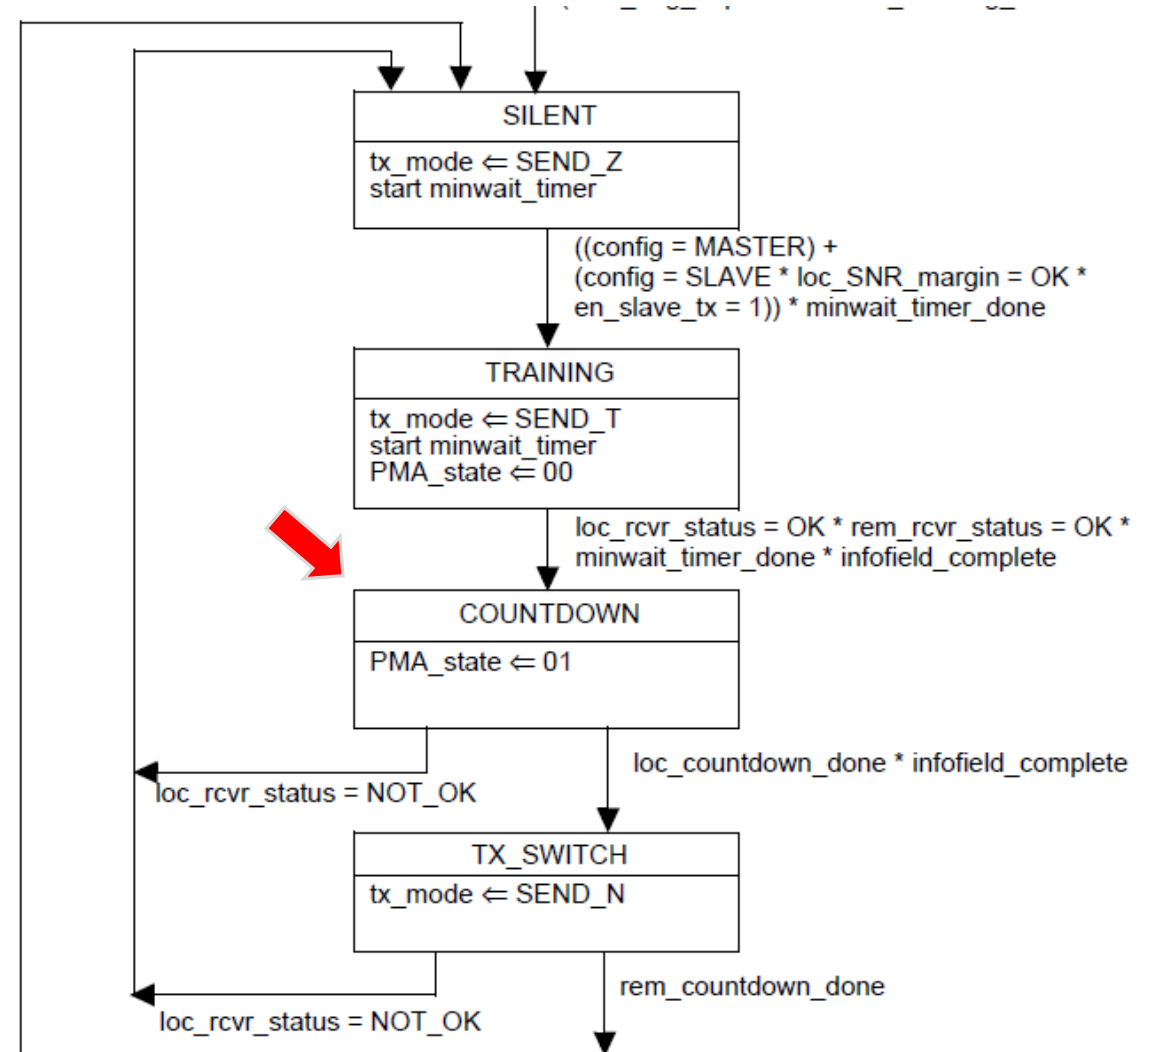 SILENT
tx_mode ⇐ SEND_Z
start minwait_timer
((config = MASTER) +
(config = SLAVE * loc_SNR_margin = OK *
en_slave_tx = 1)) * minwait_timer_done
TRAINING
tx_mode ⇐ SEND_T
start minwait_timer
PMA_state ⇐ 00
loc_rcvr_status = OK * rem_rcvr_status = OK *
minwait_timer_done * infofield_complete
COUNTDOWN
PMA_state ⇐ 01
loc_countdown_done * infofield_complete
loc_rcvr_status = NOT_OK
TX_SWITCH
tx_mode ⇐ SEND_N
rem_countdown_done
loc_rcvr_status = NOT_OK